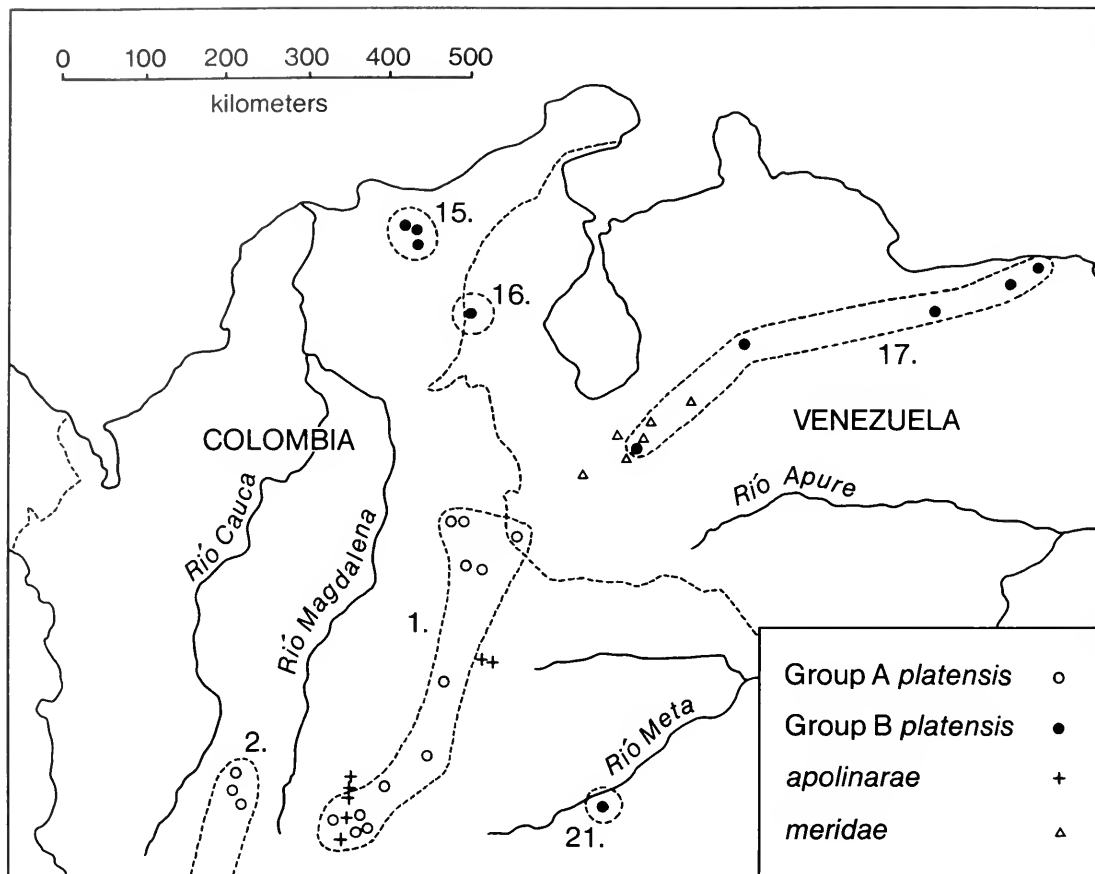 0 100 200 300 400 500
kilometers
15.
16.
17.
COLOMBIA
VENEZUELA
Río Cauca
Río Magdalena
Río Apure
1.
2.
Río Meta
21.
Group A platensis
Group B platensis
apolinarae
meridae